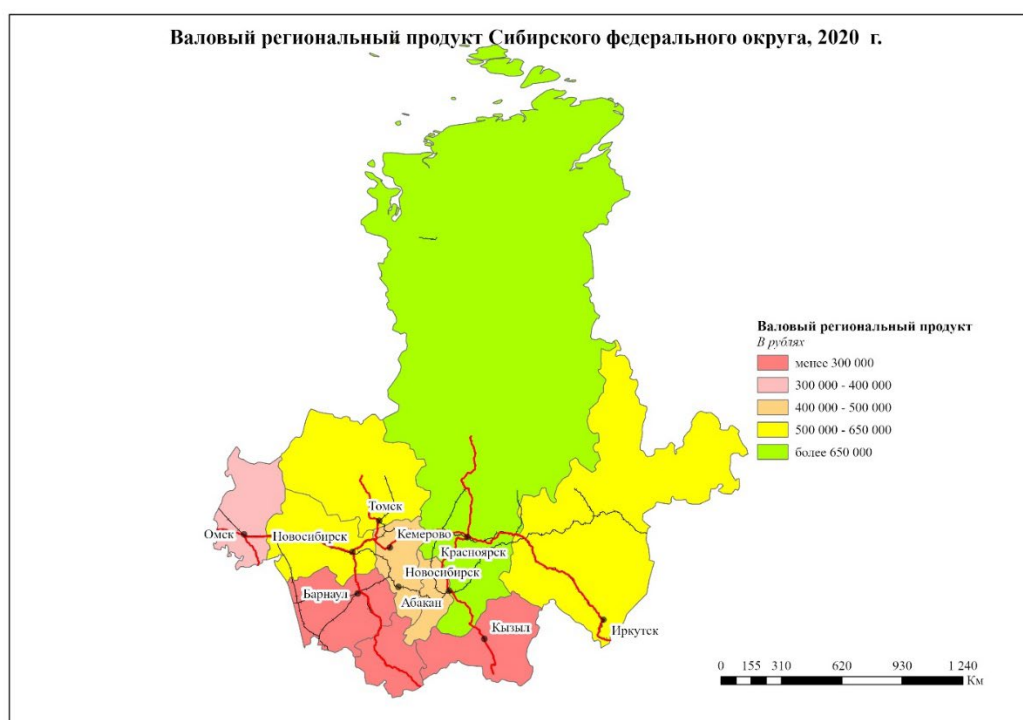 Валовый региональный продукт Сибирского федерального округа, 2020 г.
Валовый региональный продукт
В рублях
менее 300 000
300 000 - 400 000
400 000 - 500 000
500 000 - 650 000
более 650 000
Томск
Омск
Новосибирск
Кемерово
Красноярск
Новосибирск
Барнаул
Абакан
Кызыл
Иркутск
0 155 310 620 930 1 240
Км